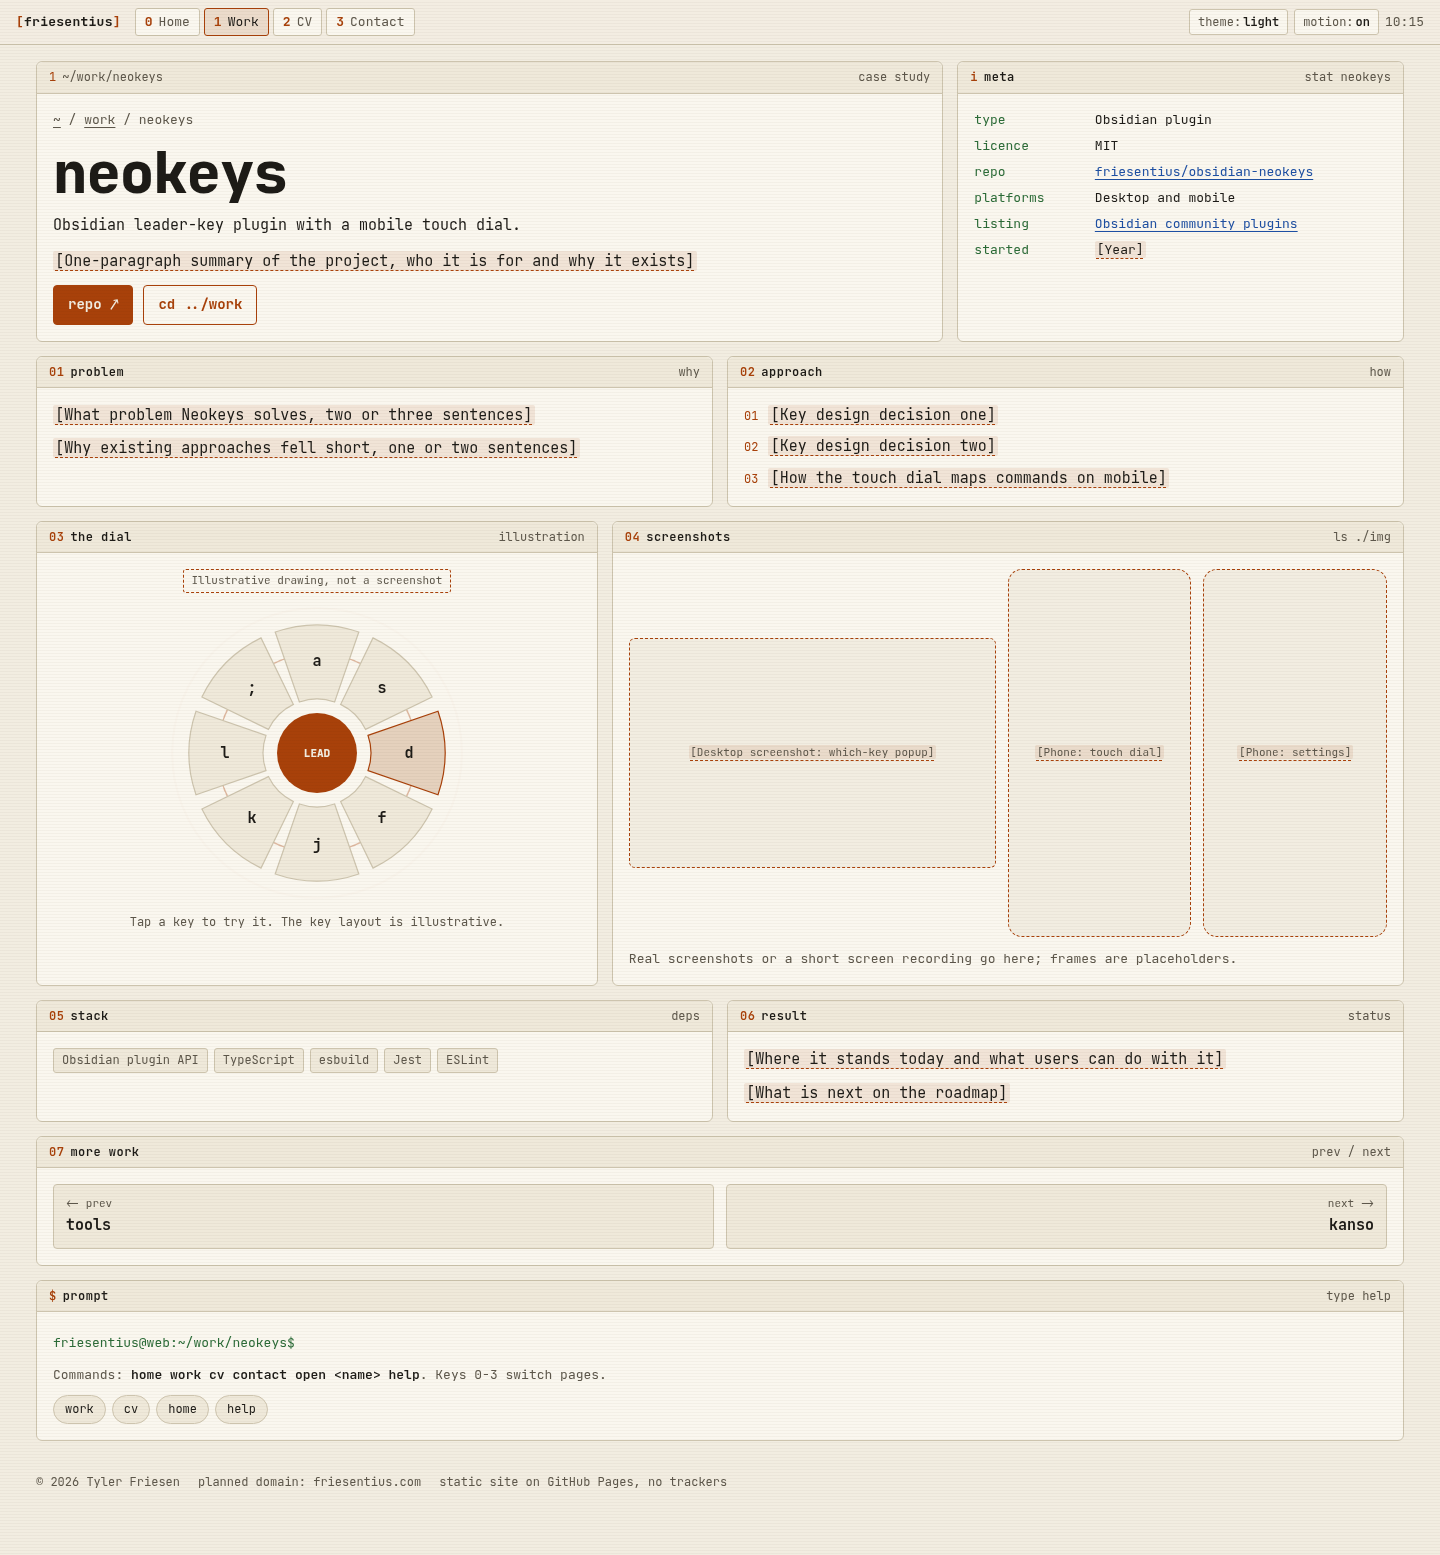 [friesentius] 0 Home 1 Work 2 CV 3 Contact theme: light motion: on 10:15
1 ~/work/neokeys case study
~ / work / neokeys
neokeys
Obsidian leader-key plugin with a mobile touch dial.
[One-paragraph summary of the project, who it is for and why it exists]
repo ↗ cd ../work
i meta stat neokeys
type Obsidian plugin
licence MIT
repo friesentius/obsidian-neokeys
platforms Desktop and mobile
listing Obsidian community plugins
started [Year]
01 problem why
[What problem Neokeys solves, two or three sentences]
[Why existing approaches fell short, one or two sentences]
02 approach how
01 [Key design decision one]
02 [Key design decision two]
03 [How the touch dial maps commands on mobile]
03 the dial illustration
Illustrative drawing, not a screenshot
a
; s
l LEAD d
k f
j
Tap a key to try it. The key layout is illustrative.
04 screenshots ls ./img
[Desktop screenshot: which-key popup] [Phone: touch dial] [Phone: settings]
Real screenshots or a short screen recording go here; frames are placeholders.
05 stack deps
Obsidian plugin API TypeScript esbuild Jest ESLint
06 result status
[Where it stands today and what users can do with it]
[What is next on the roadmap]
07 more work prev / next
← prev
tools
next →
kanso
$ prompt type help
friesentius@web:~/work/neokeys$
Commands: home work cv contact open <name> help. Keys 0-3 switch pages.
work cv home help
© 2026 Tyler Friesen planned domain: friesentius.com static site on GitHub Pages, no trackers